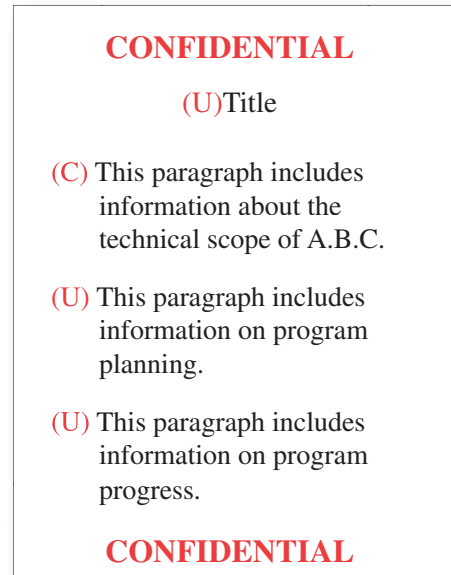 CONFIDENTIAL
(U)Title
(C) This paragraph includes
information about the
technical scope of A.B.C.
(U) This paragraph includes
information on program
planning.
(U) This paragraph includes
information on program
progress.
CONFIDENTIAL